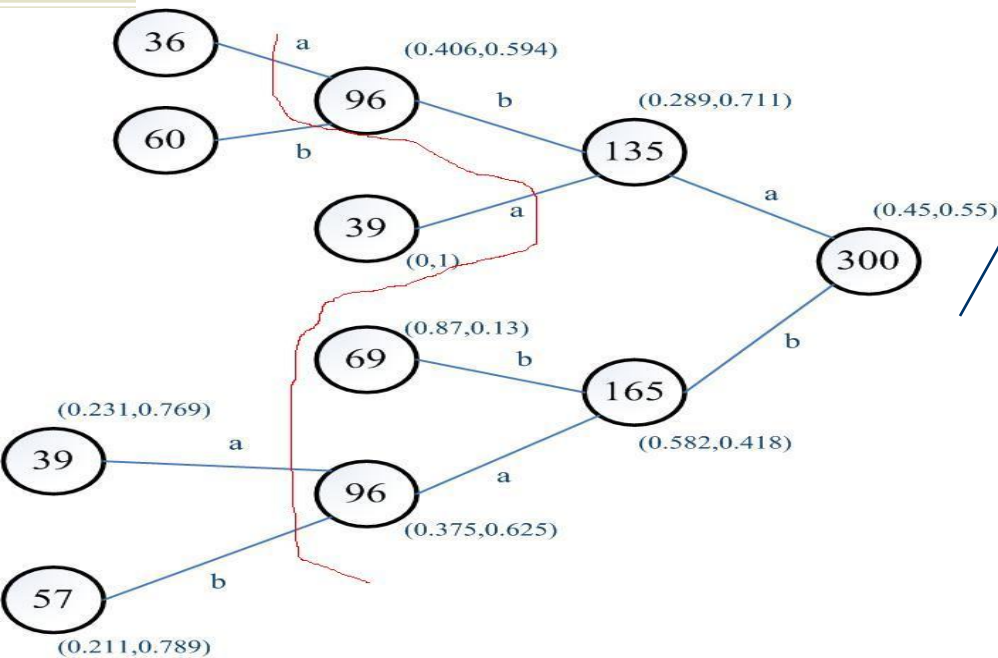 36
a
(0.406,0.594)
96
b
(0.289,0.711)
60
b
135
a
39
a
(0,1)
(0.45,0.55)
300
(0.87,0.13)
69
b
b
165
(0.582,0.418)
(0.231,0.769)
39
a
96
a
(0.375,0.625)
57
b
(0.211,0.789)